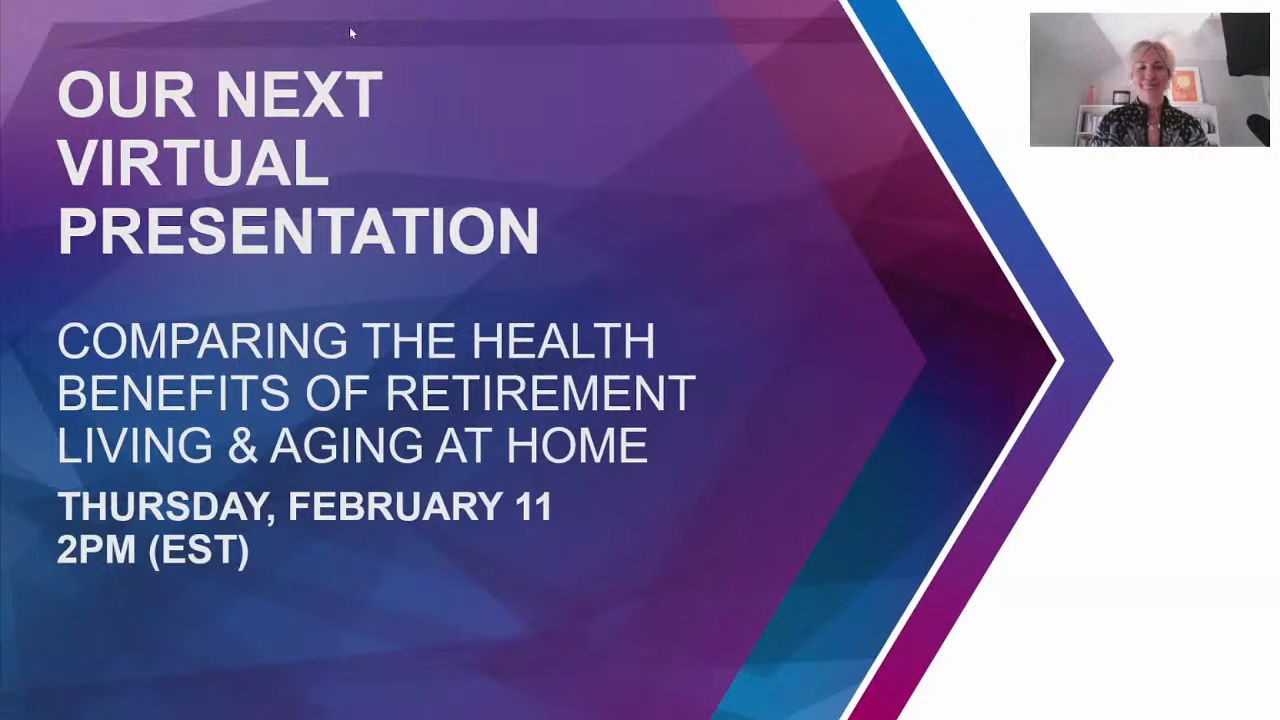 OUR NEXT
VIRTUAL
PRESENTATION
COMPARING THE HEALTH
BENEFITS OF RETIREMENT
LIVING & AGING AT HOME
THURSDAY, FEBRUARY 11
2PM (EST)